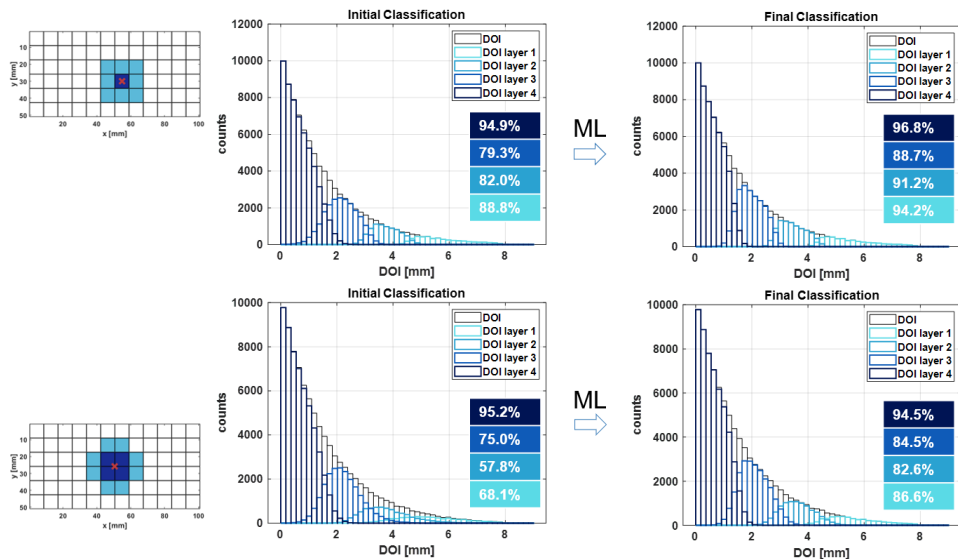 Initial Classification
12000
10000
8000
6000
4000
2000
0
counts
0 2 4 6 8
DOI [mm]
DOI
DOI layer 1
DOI layer 2
DOI layer 3
DOI layer 4
94.9%
79.3%
82.0%
88.8%
10
20
30
40
50
y [mm]
20 40 60 80 100
x [mm]
ML
Final Classification
12000
10000
8000
6000
4000
2000
0
counts
0 2 4 6 8
DOI [mm]
DOI
DOI layer 1
DOI layer 2
DOI layer 3
DOI layer 4
96.8%
88.7%
91.2%
94.2%
Initial Classification
10000
8000
6000
4000
2000
0
counts
0 2 4 6 8
DOI [mm]
DOI
DOI layer 1
DOI layer 2
DOI layer 3
DOI layer 4
95.2%
75.0%
57.8%
68.1%
10
20
30
40
50
y [mm]
20 40 60 80 100
x [mm]
ML
Final Classification
10000
8000
6000
4000
2000
0
counts
0 2 4 6 8
DOI [mm]
DOI
DOI layer 1
DOI layer 2
DOI layer 3
DOI layer 4
94.5%
84.5%
82.6%
86.6%